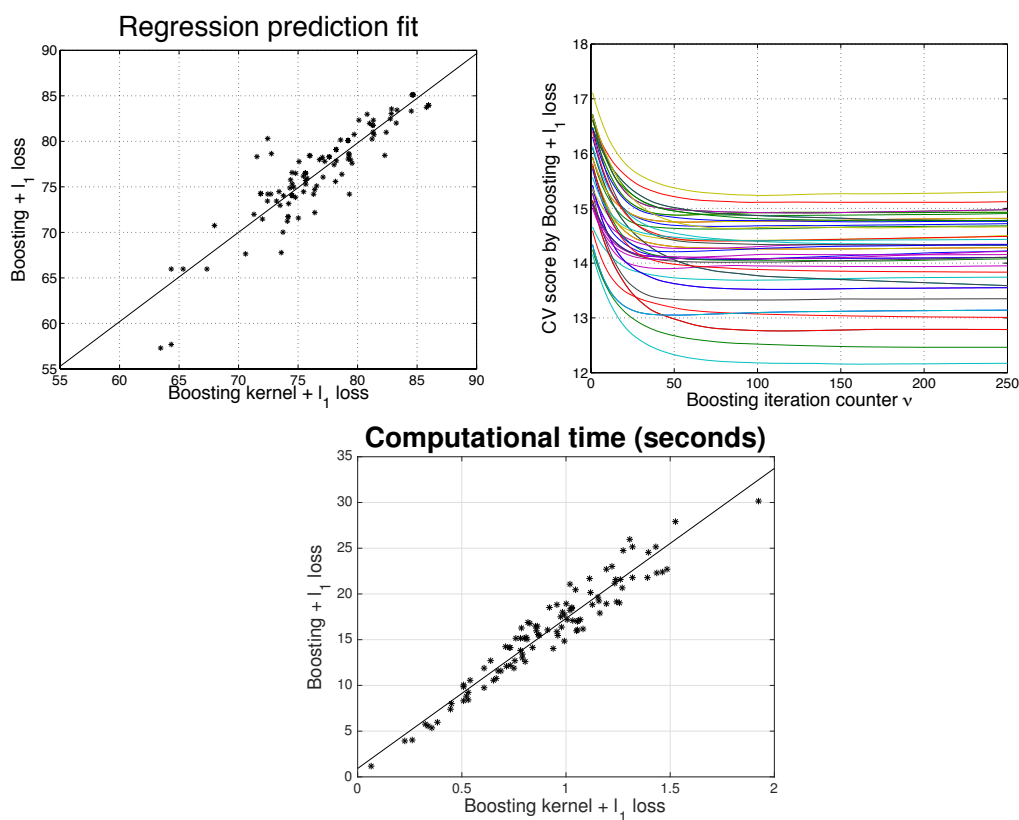 Regression prediction fit
90
85
80
75
70
65
60
55
Boosting + l₁ loss
55 60 65 70 75 80 85 90
Boosting kernel + l₁ loss
18
17
16
15
14
13
12
CV score by Boosting + l₁ loss
0 50 100 150 200 250
Boosting iteration counter ν
Computational time (seconds)
35
30
25
20
15
10
5
0
Boosting + l₁ loss
0 0.5 1 1.5 2
Boosting kernel + l₁ loss